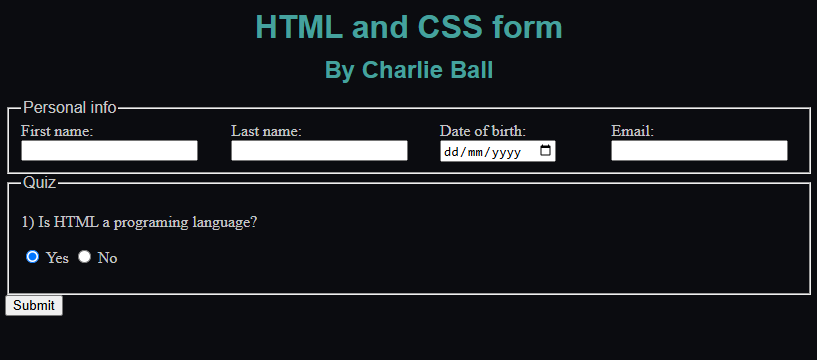 HTML and CSS form
By Charlie Ball
Personal info
First name: Last name: Date of birth: Email:
dd/mm/yyyy
Quiz
1) Is HTML a programing language?
Yes No
Submit